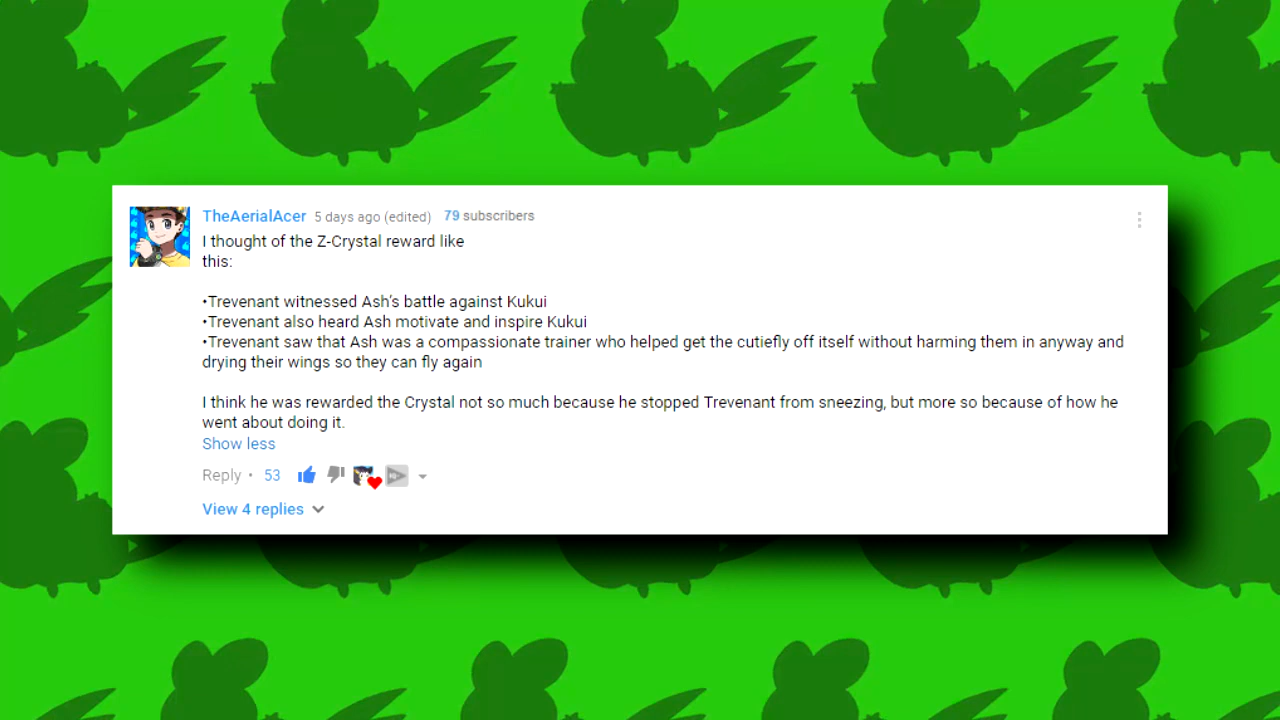 TheAerialAcer 5 days ago (edited) 79 subscribers
I thought of the Z-Crystal reward like
this:
•Trevenant witnessed Ash's battle against Kukui
•Trevenant also heard Ash motivate and inspire Kukui
•Trevenant saw that Ash was a compassionate trainer who helped get the cutiefly off itself without harming them in anyway and
drying their wings so they can fly again
I think he was rewarded the Crystal not so much because he stopped Trevenant from sneezing, but more so because of how he
went about doing it.
Show less
Reply • 53
View 4 replies